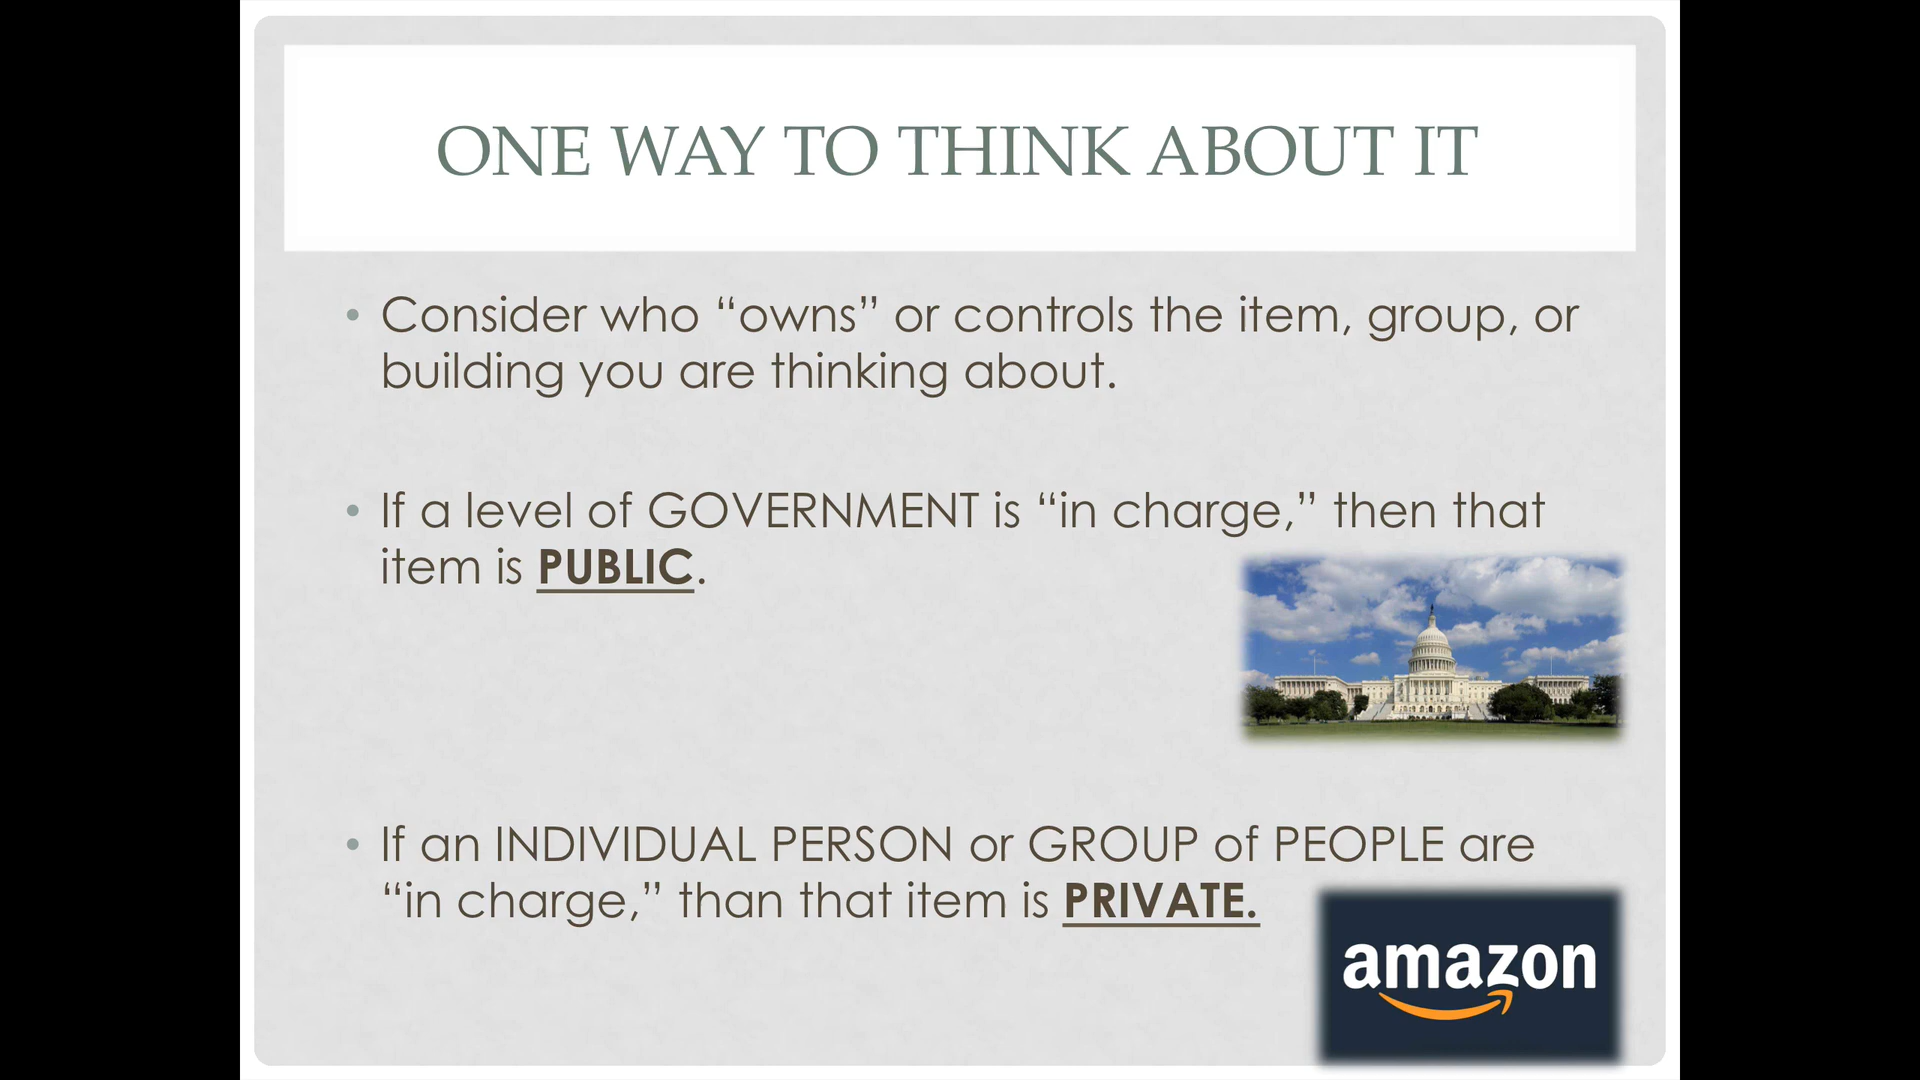 ONE WAY TO THINK ABOUT IT
• Consider who “owns” or controls the item, group, or
building you are thinking about.
• If a level of GOVERNMENT is “in charge,” then that
item is PUBLIC.
• If an INDIVIDUAL PERSON or GROUP of PEOPLE are
“in charge,” than that item is PRIVATE.
amazon